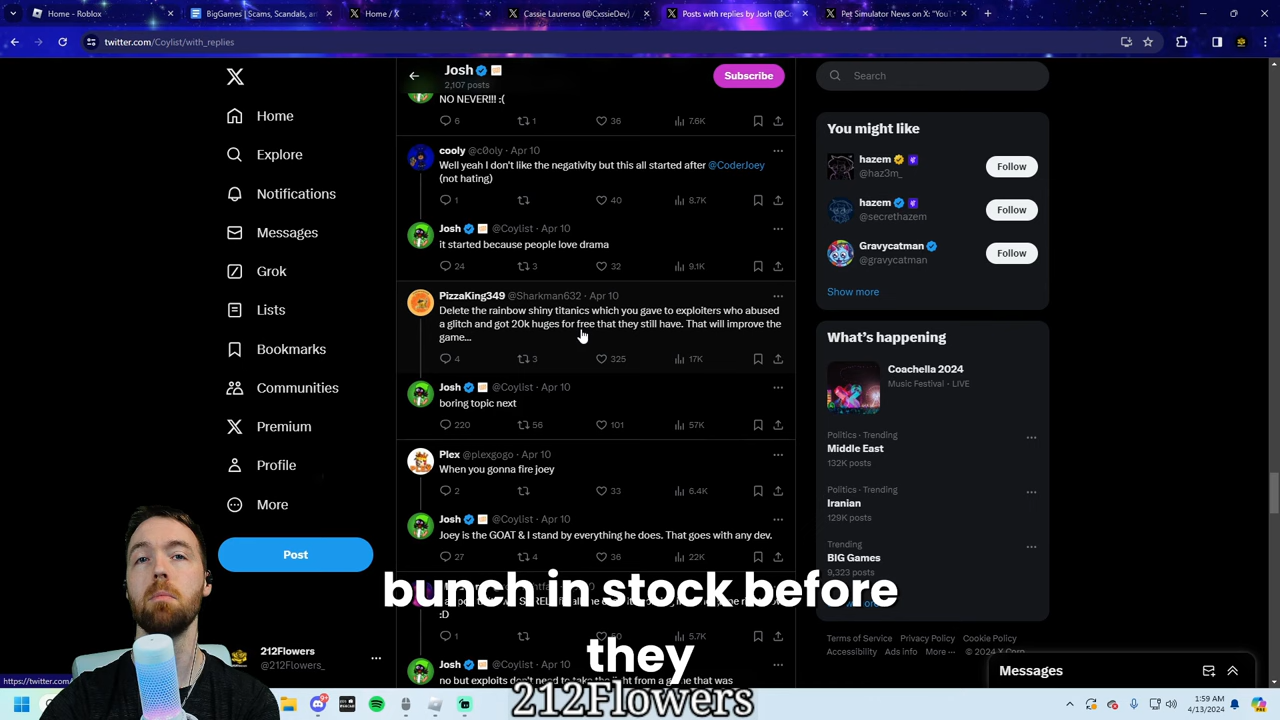 Home - Roblox
BigGames | Scams, Scandals, an
Home / X
Cassie Laurenso (@CxssieDev)
Posts with replies by Josh (@Co
Pet Simulator News on X: "YouT
twitter.com/Coylist/with_replies
Josh
2,107 posts
Subscribe
Search
Home
Explore
Notifications
Messages
Grok
Lists
Bookmarks
Communities
Premium
Profile
More
Post
212Flowers
@212Flowers_
NO NEVER!!! :(
6 1 36 7.6K
cooly @c0oly · Apr 10
Well yeah I don't like the negativity but this all started after @CoderJoey
(not hating)
1 40 8.7K
Josh @Coylist · Apr 10
it started because people love drama
24 3 32 9.1K
PizzaKing349 @Sharkman632 · Apr 10
Delete the rainbow shiny titanics which you gave to exploiters who abused
a glitch and got 20k huges for free that they still have. That will improve the
game...
4 3 325 17K
Josh @Coylist · Apr 10
boring topic next
220 56 101 57K
Plex @plexgogo · Apr 10
When you gonna fire joey
2 33 6.4K
Josh @Coylist · Apr 10
Joey is the GOAT & I stand by everything he does. That goes with any dev.
27 4 36 22K
:D
1 60 5.7K
Josh @Coylist · Apr 10
no but exploits don't need to take the light from a game that was
You might like
hazem
@haz3m_
Follow
hazem
@secrethazem
Follow
Gravycatman
@gravycatman
Follow
Show more
What's happening
Coachella 2024
Music Festival · LIVE
Politics · Trending
Middle East
132K posts
Politics · Trending
Iranian
129K posts
Trending
BIG Games
9,323 posts
Terms of Service Privacy Policy Cookie Policy
Accessibility Ads info More ··· © 2024 X Corp.
Messages
bunch in stock before
they
212Flowers
https://twitter.com/
1:59 AM
4/13/2024